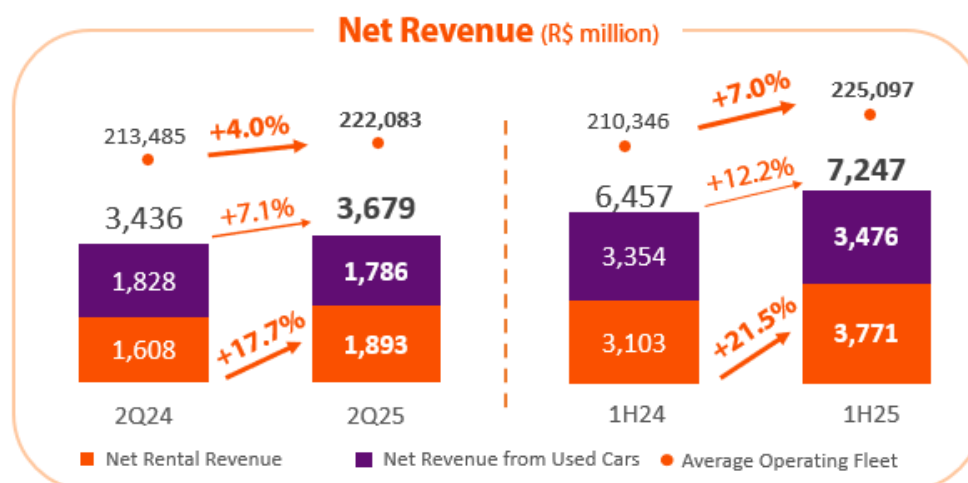 Net Revenue (R$ million)
213,485
+4.0%
222,083
3,436
+7.1%
3,679
1,828
1,786
1,608
+17.7%
1,893
2Q24
2Q25
210,346
+7.0%
225,097
6,457
+12.2%
7,247
3,354
3,476
3,103
+21.5%
3,771
1H24
1H25
Net Rental Revenue
Net Revenue from Used Cars
Average Operating Fleet